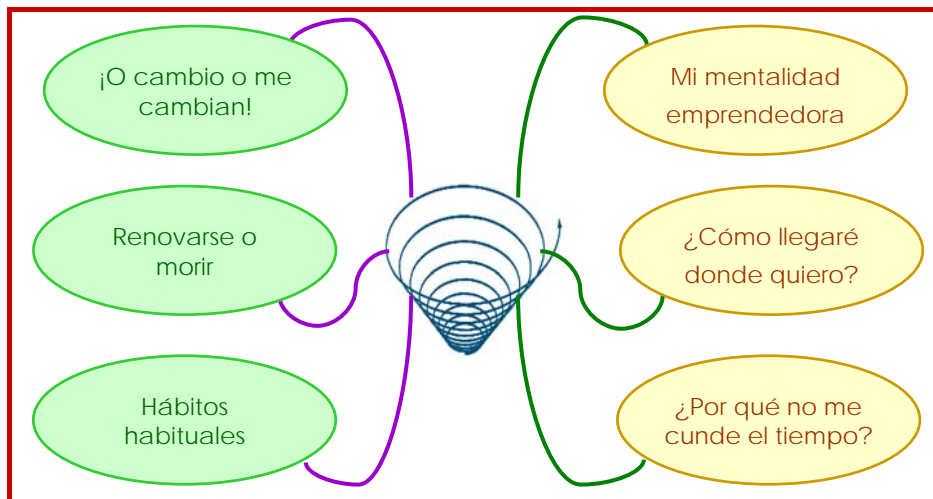 ¡O cambio o me
cambian!
Renovarse o
morir
Hábitos
habituales
Mi mentalidad
emprendedora
¿Cómo llegaré
donde quiero?
¿Por qué no me
cunde el tiempo?